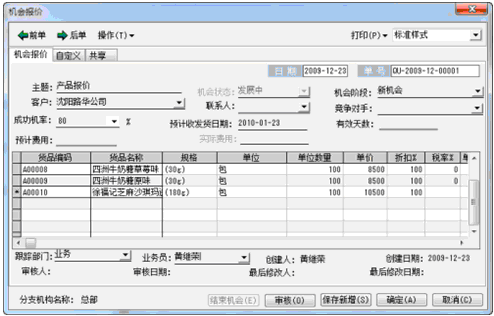 机会报价
前单 后单 操作(T) 打印(P) 标准样式
机会报价 自定义 共享
日 期 2009-12-23 单 号 OU-2009-12-00001
主题: 产品报价 机会状态: 发展中 机会阶段: 新机会
客户: 沈阳路华公司 联系人: 竞争对手:
成功机率: 80 % 预计收发货日期: 2010-01-23 有效天数:
预计费用: 实际费用:
货品编码 货品名称 规格 单位 单位数量 单价 折扣% 税率%
A00008 四洲牛奶糖草莓味 (30g) 包 100 8500 100 0
A00009 四洲牛奶糖原味 (30g) 包 100 8500 100 0
A00010 徐福记芝麻沙琪玛 (180g) 包 100 10500 100
跟踪部门: 业务 业务员: 黄继荣 创建人: 黄继荣 创建日期: 2009-12-23
审核人: 审核日期: 最后修改人: 最后修改日期:
分支机构名称: 总部 结束机会(E) 审核(O) 保存新增(S) 确定(A) 取消(C)